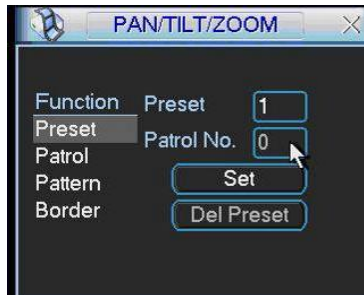 PAN/TILT/ZOOM
Function Preset 1
Preset
Patrol No. 0
Patrol
Set
Pattern
Border
Del Preset